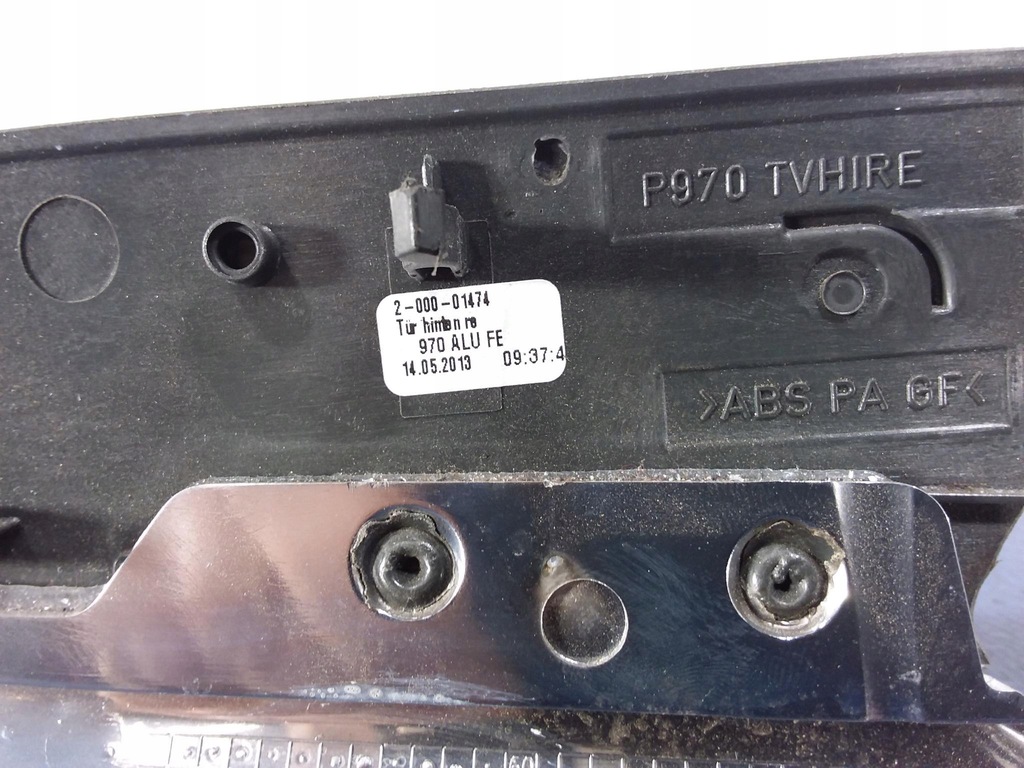 P970 TVHIRE
2-000-01474
Tür hinten re
970 ALU FE
14.05.2013 09:37:4
>ABS PA GF<
60